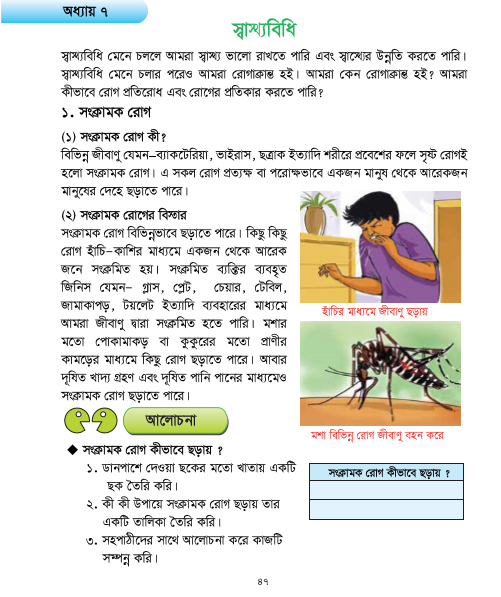 অধ্যায় ৭
স্বাস্থ্যবিধি
স্বাস্থ্যবিধি মেনে চললে আমরা স্বাস্থ্য ভালো রাখতে পারি এবং স্বাস্থ্যের উন্নতি করতে পারি।
স্বাস্থ্যবিধি মেনে চলার পরেও আমরা রোগাক্রান্ত হই। আমরা কেন রোগাক্রান্ত হই? আমরা
কীভাবে রোগ প্রতিরোধ এবং রোগের প্রতিকার করতে পারি?
১. সংক্রামক রোগ
(১) সংক্রামক রোগ কী?
বিভিন্ন জীবাণু যেমন–ব্যাকটেরিয়া, ভাইরাস, ছত্রাক ইত্যাদি শরীরে প্রবেশের ফলে সৃষ্ট রোগই
হলো সংক্রামক রোগ। এ সকল রোগ প্রত্যক্ষ বা পরোক্ষভাবে একজন মানুষ থেকে আরেকজন
মানুষের দেহে ছড়াতে পারে।
(২) সংক্রামক রোগের বিস্তার
সংক্রামক রোগ বিভিন্নভাবে ছড়াতে পারে। কিছু কিছু
রোগ হাঁচি–কাশির মাধ্যমে একজন থেকে আরেক
জনে সংক্রমিত হয়। সংক্রমিত ব্যক্তির ব্যবহৃত
জিনিস যেমন– গ্লাস, প্লেট, চেয়ার, টেবিল,
জামাকাপড়, টয়লেট ইত্যাদি ব্যবহারের মাধ্যমে
আমরা জীবাণু দ্বারা সংক্রমিত হতে পারি। মশার
মতো পোকামাকড় বা কুকুরের মতো প্রাণীর
কামড়ের মাধ্যমে কিছু রোগ ছড়াতে পারে। আবার
দূষিত খাদ্য গ্রহণ এবং দূষিত পানি পানের মাধ্যমেও
সংক্রামক রোগ ছড়াতে পারে।
হাঁচির মাধ্যমে জীবাণু ছড়ায়
মশা বিভিন্ন রোগ জীবাণু বহন করে
আলোচনা
◆ সংক্রামক রোগ কীভাবে ছড়ায় ?
১. ডানপাশে দেওয়া ছকের মতো খাতায় একটি
ছক তৈরি করি।
২. কী কী উপায়ে সংক্রামক রোগ ছড়ায় তার
একটি তালিকা তৈরি করি।
৩. সহপাঠীদের সাথে আলোচনা করে কাজটি
সম্পন্ন করি।
সংক্রামক রোগ কীভাবে ছড়ায় ?
৪৭